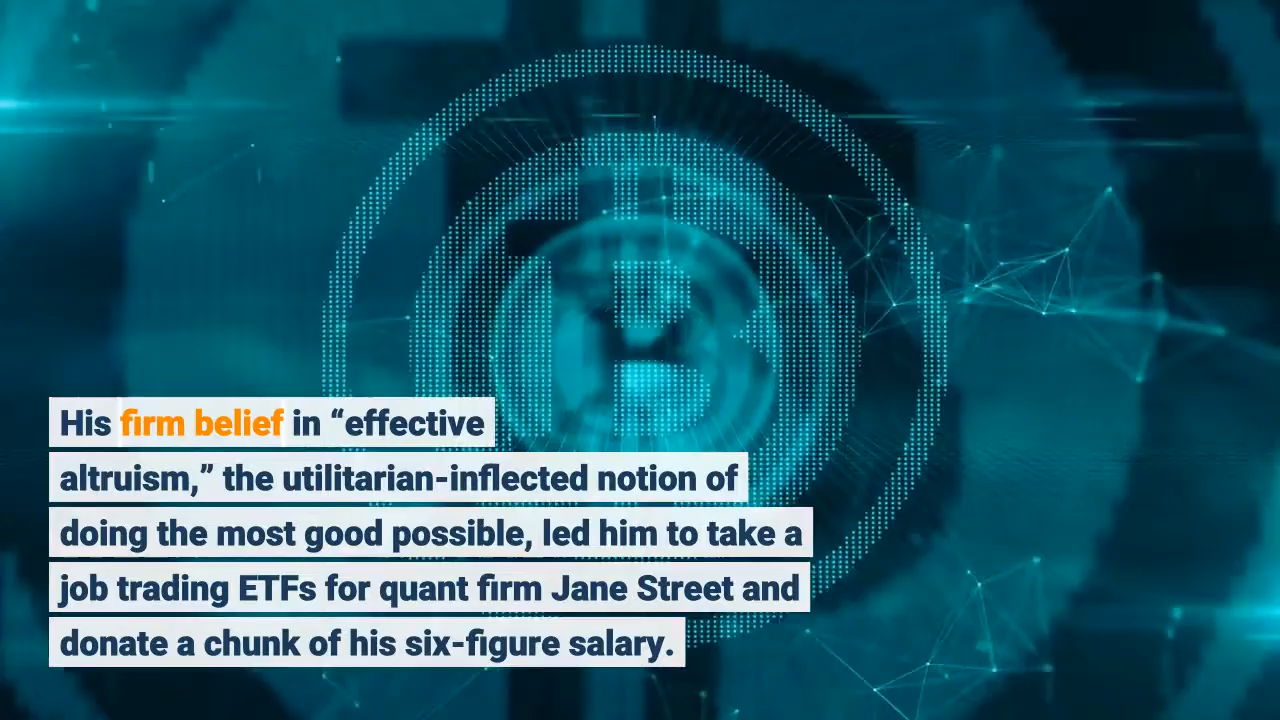 His firm belief in “effective
altruism,” the utilitarian-inflected notion of
doing the most good possible, led him to take a
job trading ETFs for quant firm Jane Street and
donate a chunk of his six-figure salary.